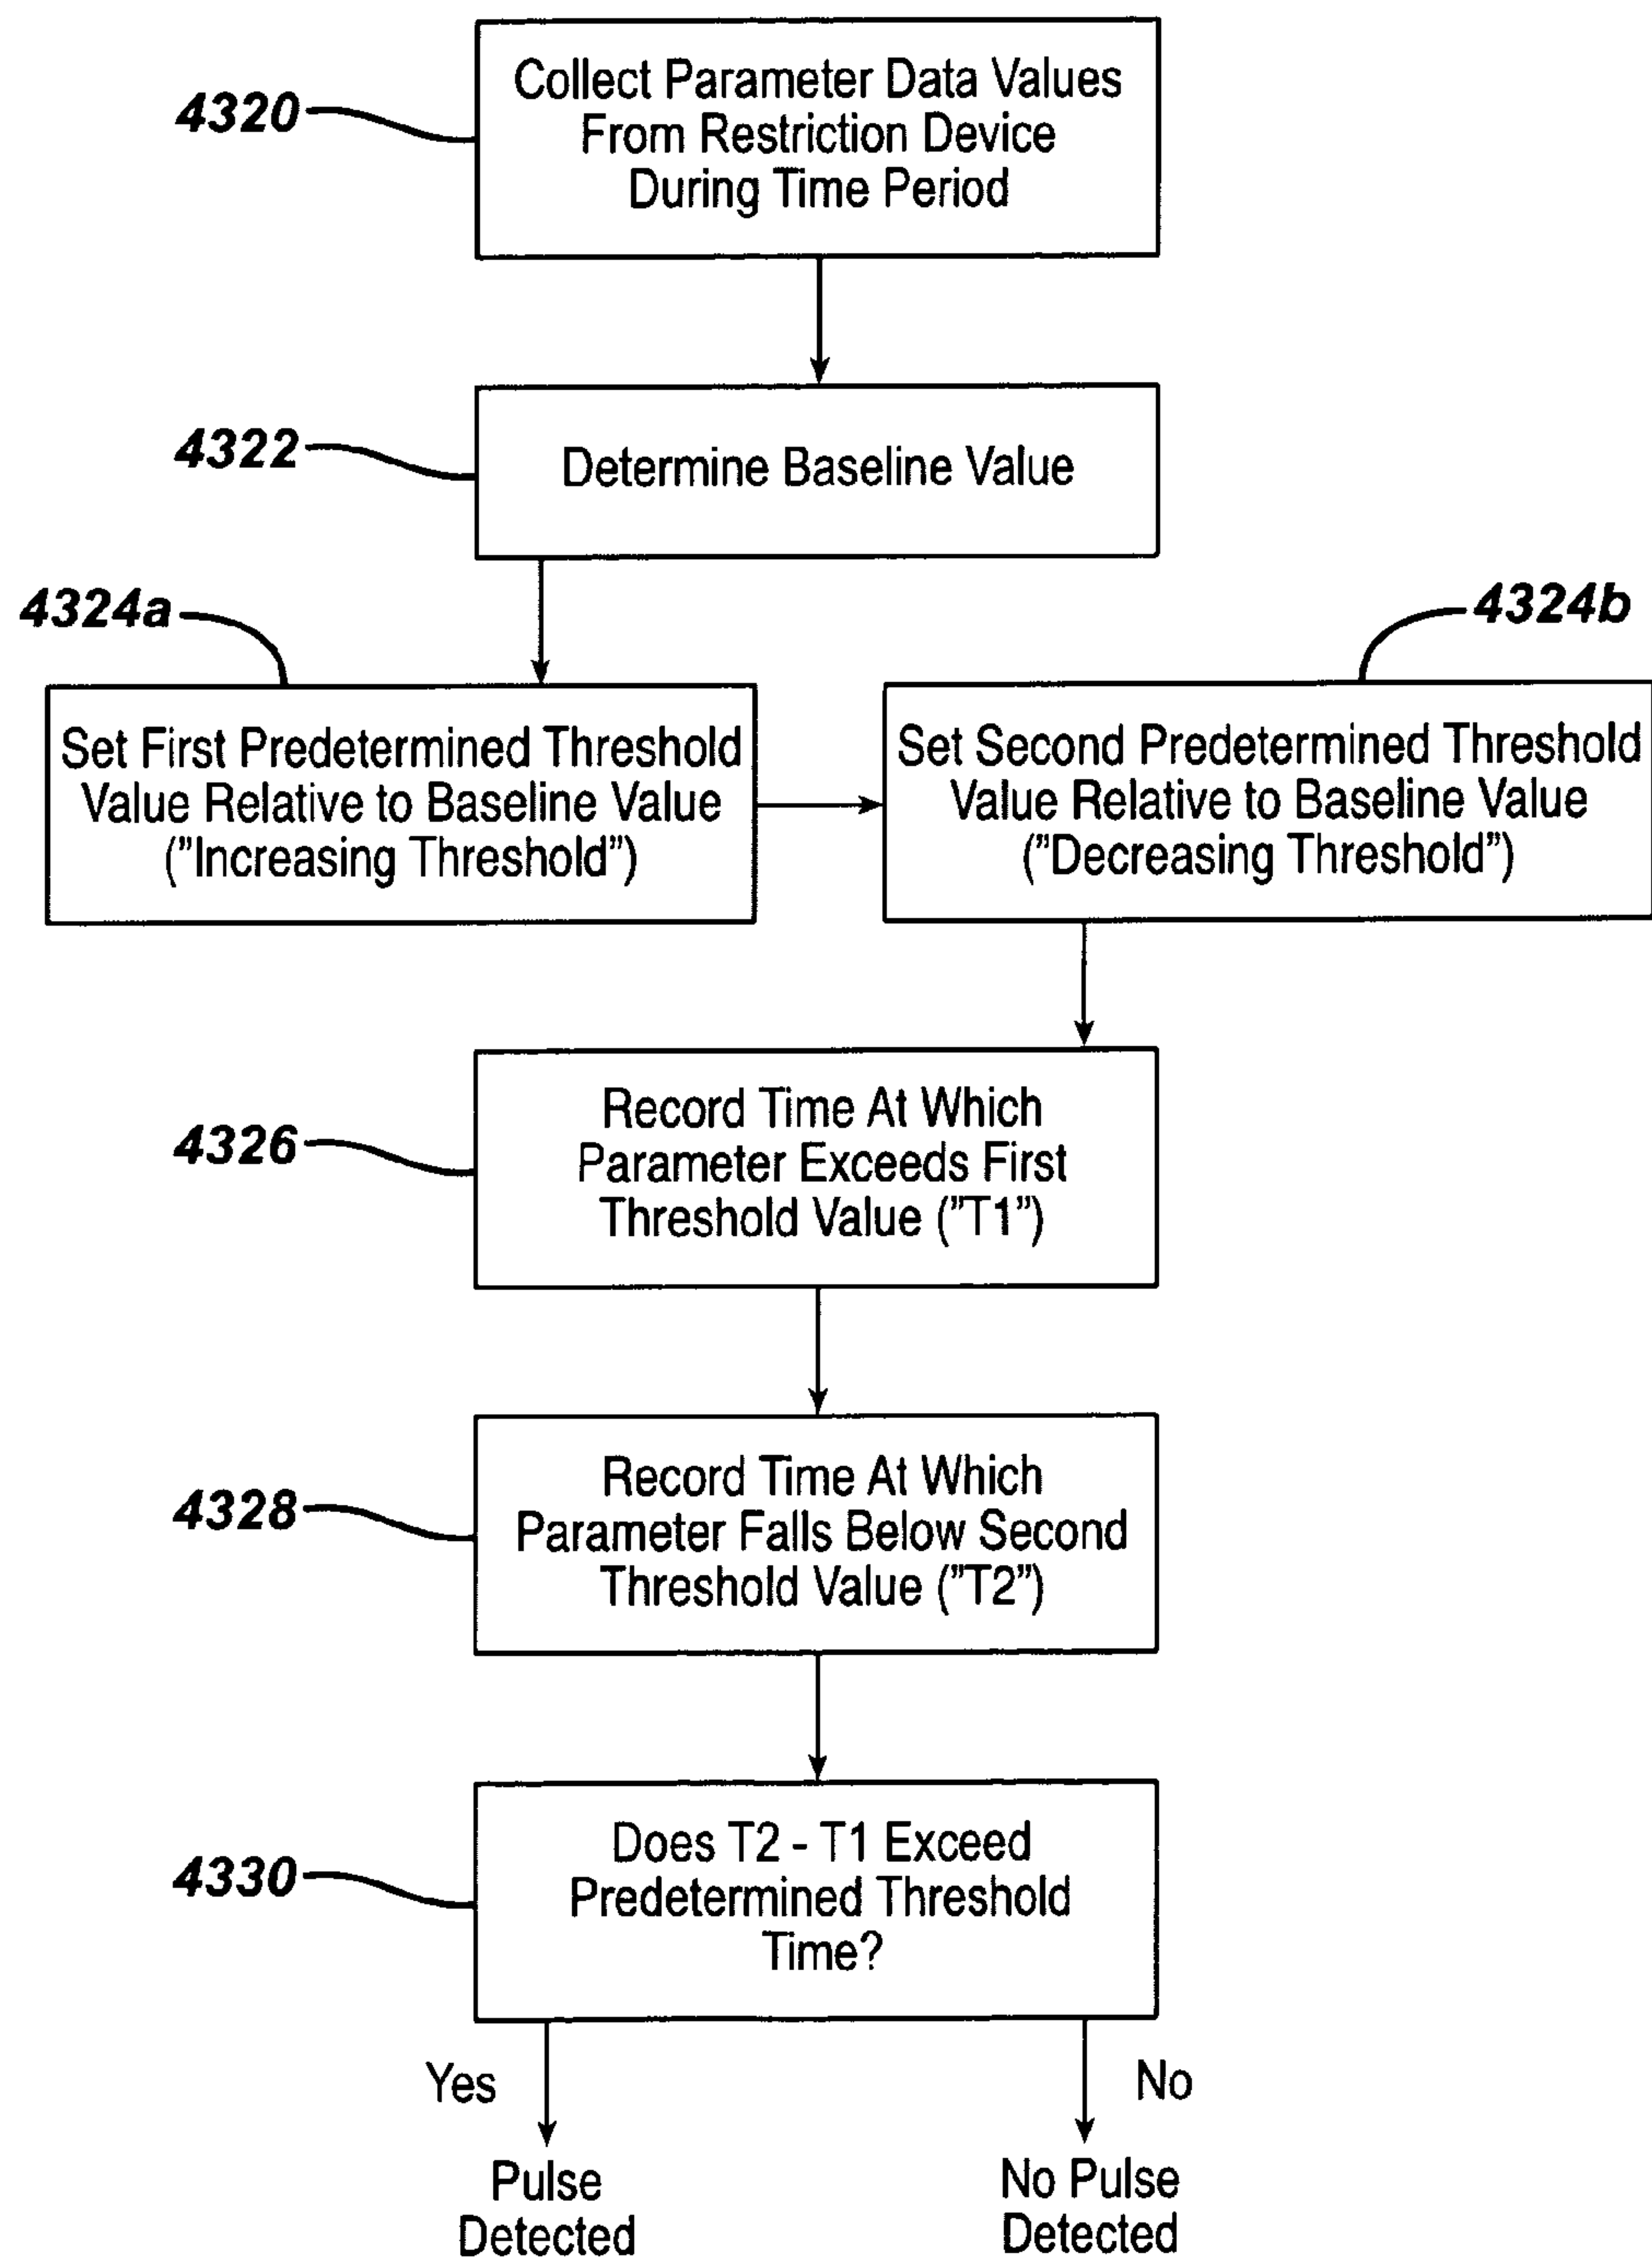 4320
Collect Parameter Data Values
From Restriction Device
During Time Period
4322
Determine Baseline Value
4324a
4324b
Set First Predetermined Threshold
Value Relative to Baseline Value
(”Increasing Threshold”)
Set Second Predetermined Threshold
Value Relative to Baseline Value
(”Decreasing Threshold”)
4326
Record Time At Which
Parameter Exceeds First
Threshold Value (”T1”)
4328
Record Time At Which
Parameter Falls Below Second
Threshold Value (”T2”)
4330
Does T2 - T1 Exceed
Predetermined Threshold
Time?
Yes
No
Pulse
Detected
No Pulse
Detected